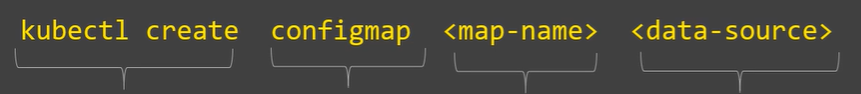 kubectl create configmap <map-name> <data-source>